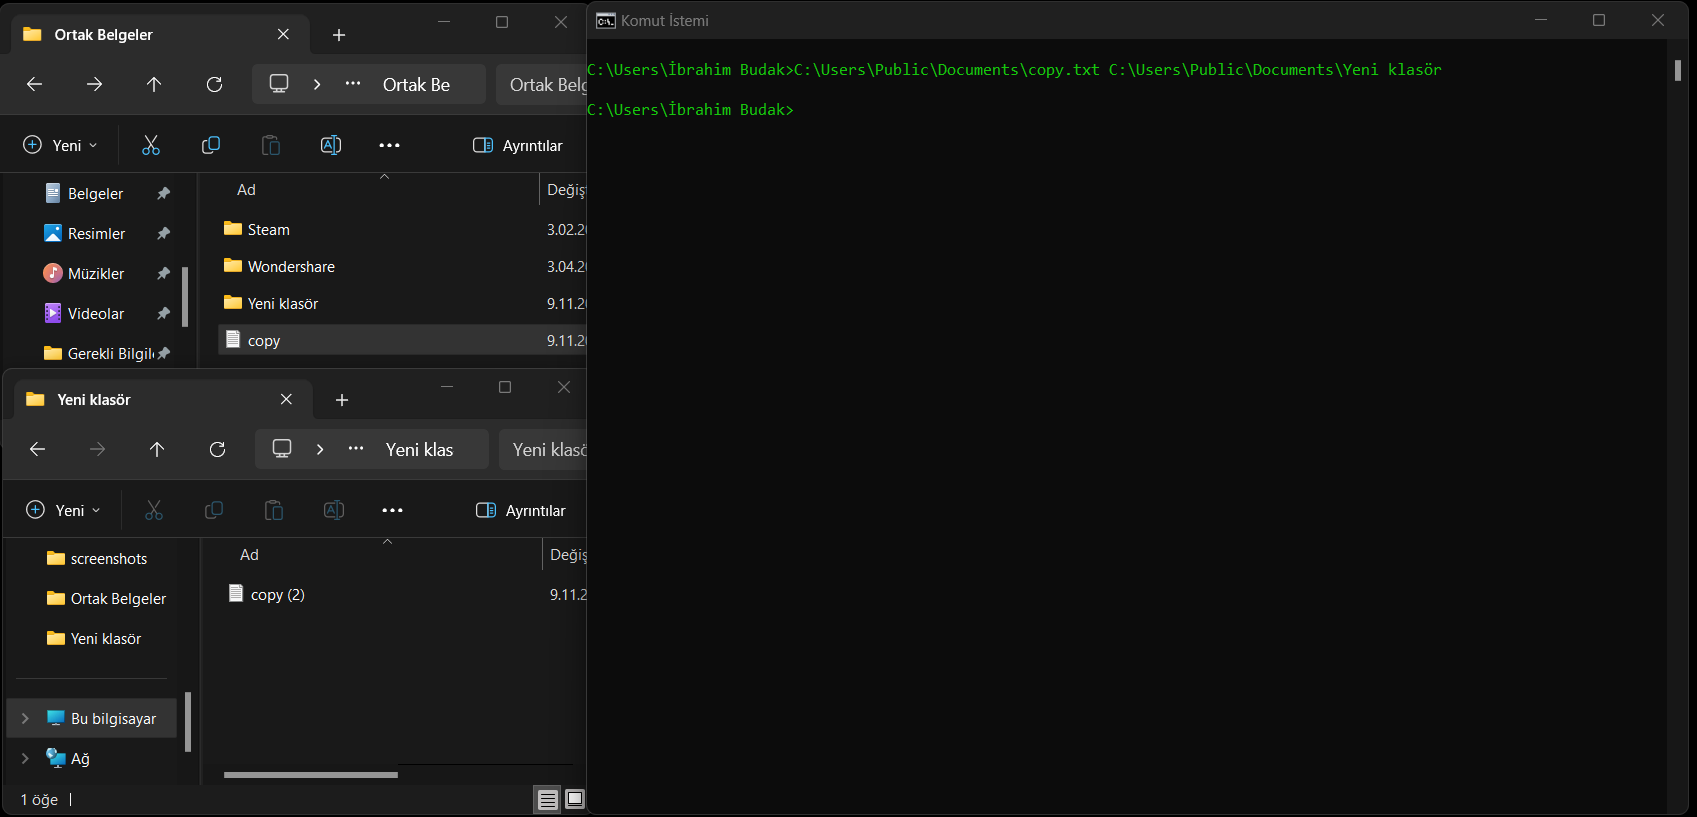 Ortak Belgeler
Ortak Be
Ortak Belg
Yeni
Ayrıntılar
Ad
Değişt
Belgeler
Resimler
Müzikler
Videolar
Gerekli Bilgil
Steam 3.02.2
Wondershare 3.04.2
Yeni klasör 9.11.2
copy 9.11.2
Yeni klasör
Yeni klas
Yeni klasö
Yeni
Ayrıntılar
Ad
Değiş
screenshots
Ortak Belgeler
Yeni klasör
Bu bilgisayar
Ağ
copy (2) 9.11.2
1 öğe
Komut İstemi
C:\Users\İbrahim Budak>C:\Users\Public\Documents\copy.txt C:\Users\Public\Documents\Yeni klasör
C:\Users\İbrahim Budak>